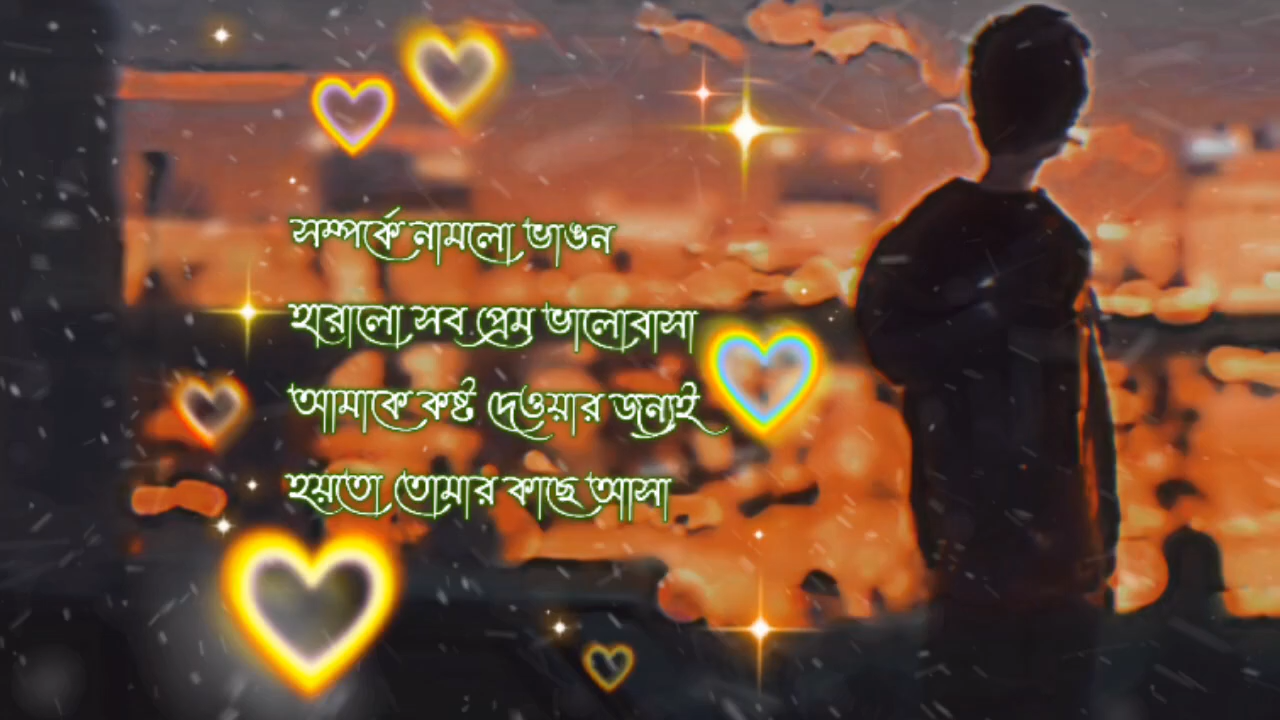 সম্পর্কে নামলো ভাঙন
হারালো সব প্রেম ভালোবাসা
আমাকে কষ্ট দেওয়ার জন্যই
হয়তো তোমার কাছে আসা